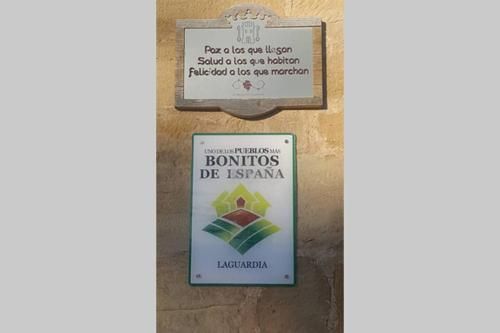 Paz a los que llegan
Salud a los que habitan
Felicidad a los que marchan
UNO DE LOS PUEBLOS MÁS
BONITOS
DE ESPAÑA
LAGUARDIA